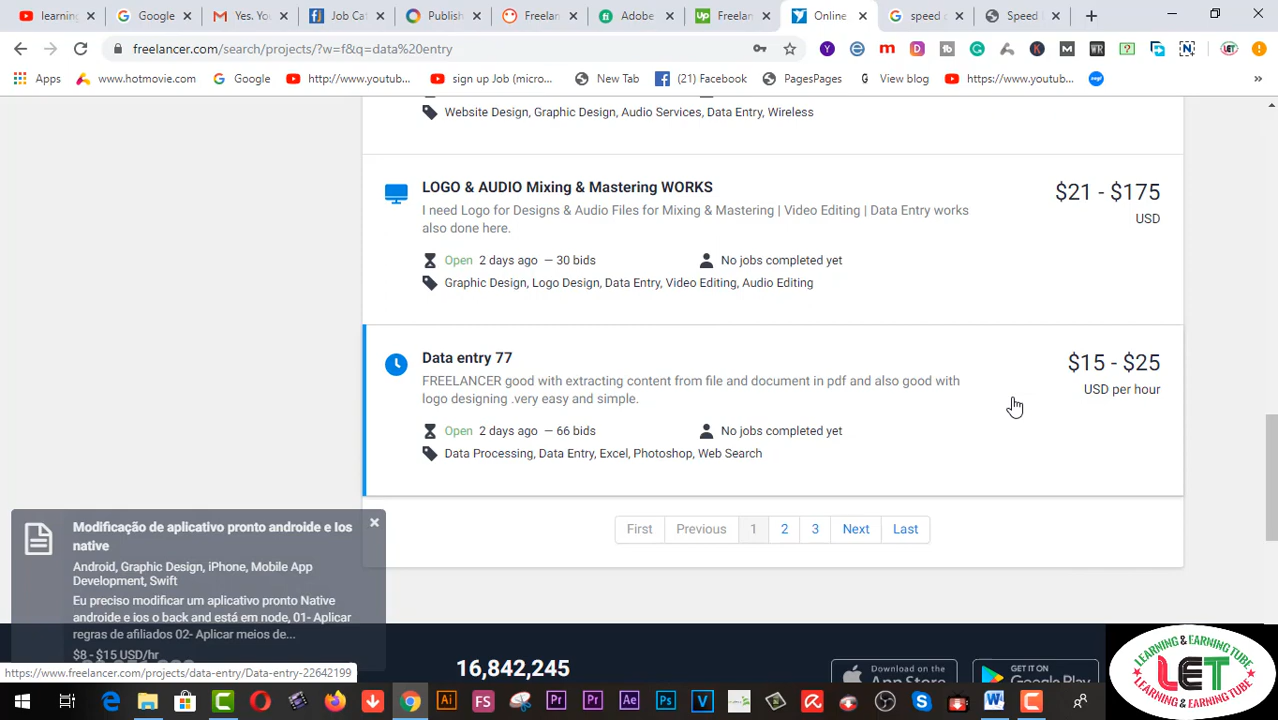 learning
Google
Yes. You
Job Cat
Publish
Freelan
Adobe
Freelan
Online
speed c
Speed
freelancer.com/search/projects/?w=f&q=data%20entry
Apps
www.hotmovie.com
Google
http://www.youtub...
sign up Job (micro...
New Tab
(21) Facebook
PagesPages
View blog
https://www.youtub...
»
Website Design, Graphic Design, Audio Services, Data Entry, Wireless
LOGO & AUDIO Mixing & Mastering WORKS
$21 - $175
I need Logo for Designs & Audio Files for Mixing & Mastering | Video Editing | Data Entry works
USD
also done here.
Open 2 days ago — 30 bids
No jobs completed yet
Graphic Design, Logo Design, Data Entry, Video Editing, Audio Editing
Data entry 77
$15 - $25
FREELANCER good with extracting content from file and document in pdf and also good with
USD per hour
logo designing .very easy and simple.
Open 2 days ago — 66 bids
No jobs completed yet
Data Processing, Data Entry, Excel, Photoshop, Web Search
First Previous 1 2 3 Next Last
Modificação de aplicativo pronto androide e Ios
native
Android, Graphic Design, iPhone, Mobile App
Development, Swift
Eu preciso modificar um aplicativo pronto Native
androide e ios o back and está em node, 01- Aplicar
regras de afiliados 02- Aplicar meios de...
$8 - $15 USD/hr
https://www.freelancer.com/projects/data-entry/Data-entry-22642199
16,842,245
Download on the
App Store
GET IT ON
Google Play
LEARNING & EARNING TUBE
LET
LEARNING & EARNING TUBE